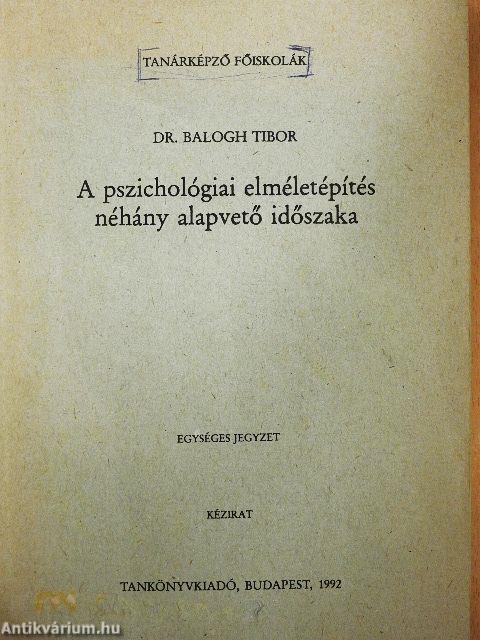 TANÁRKÉPZŐ FŐISKOLÁK
DR. BALOGH TIBOR
A pszichológiai elméletépítés
néhány alapvető időszaka
EGYSÉGES JEGYZET
KÉZIRAT
TANKÖNYVKIADÓ, BUDAPEST, 1992
Antikvárium.hu